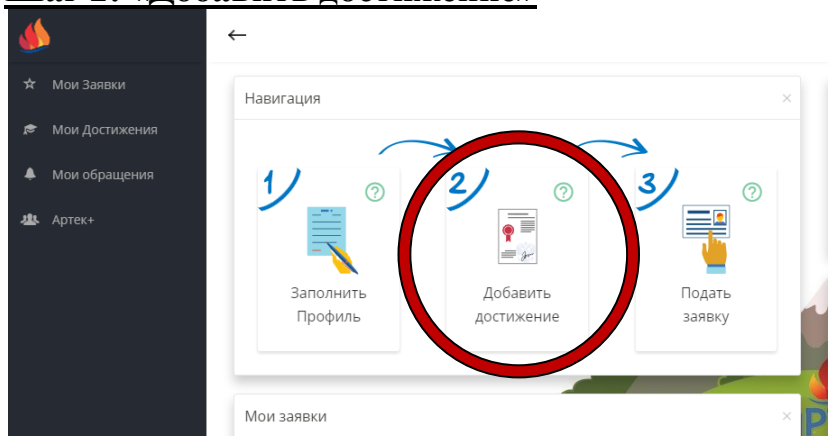 Мои Заявки
Мои Достижения
Мои обращения
Артек+
Навигация
1)
2)
3)
Заполнить
Профиль
Добавить
достижение
Подать
заявку
Мои заявки